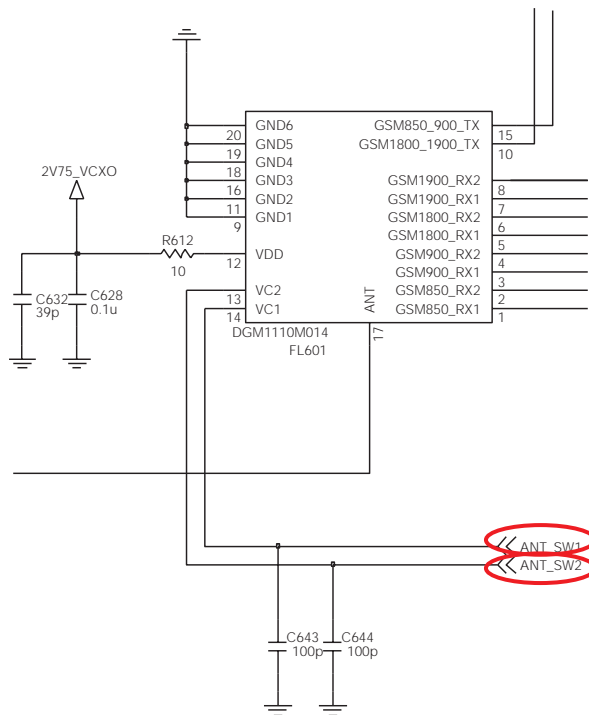 GND6 GSM850_900_TX
20 15
GND5 GSM1800_1900_TX
19 10
GND4
18
GND3 GSM1900_RX2
16 8
GND2 GSM1900_RX1
11 7
GND1 GSM1800_RX2
9 6
GSM1800_RX1
5
VDD GSM900_RX2
12 4
GSM900_RX1
3
VC2 GSM850_RX2
13 2
VC1 GSM850_RX1
14 1
ANT
17
DGM1110M014
FL601
2V75_VCXO
R612
10
C632
39p
C628
0.1u
ANT_SW1
ANT_SW2
C643
100p
C644
100p